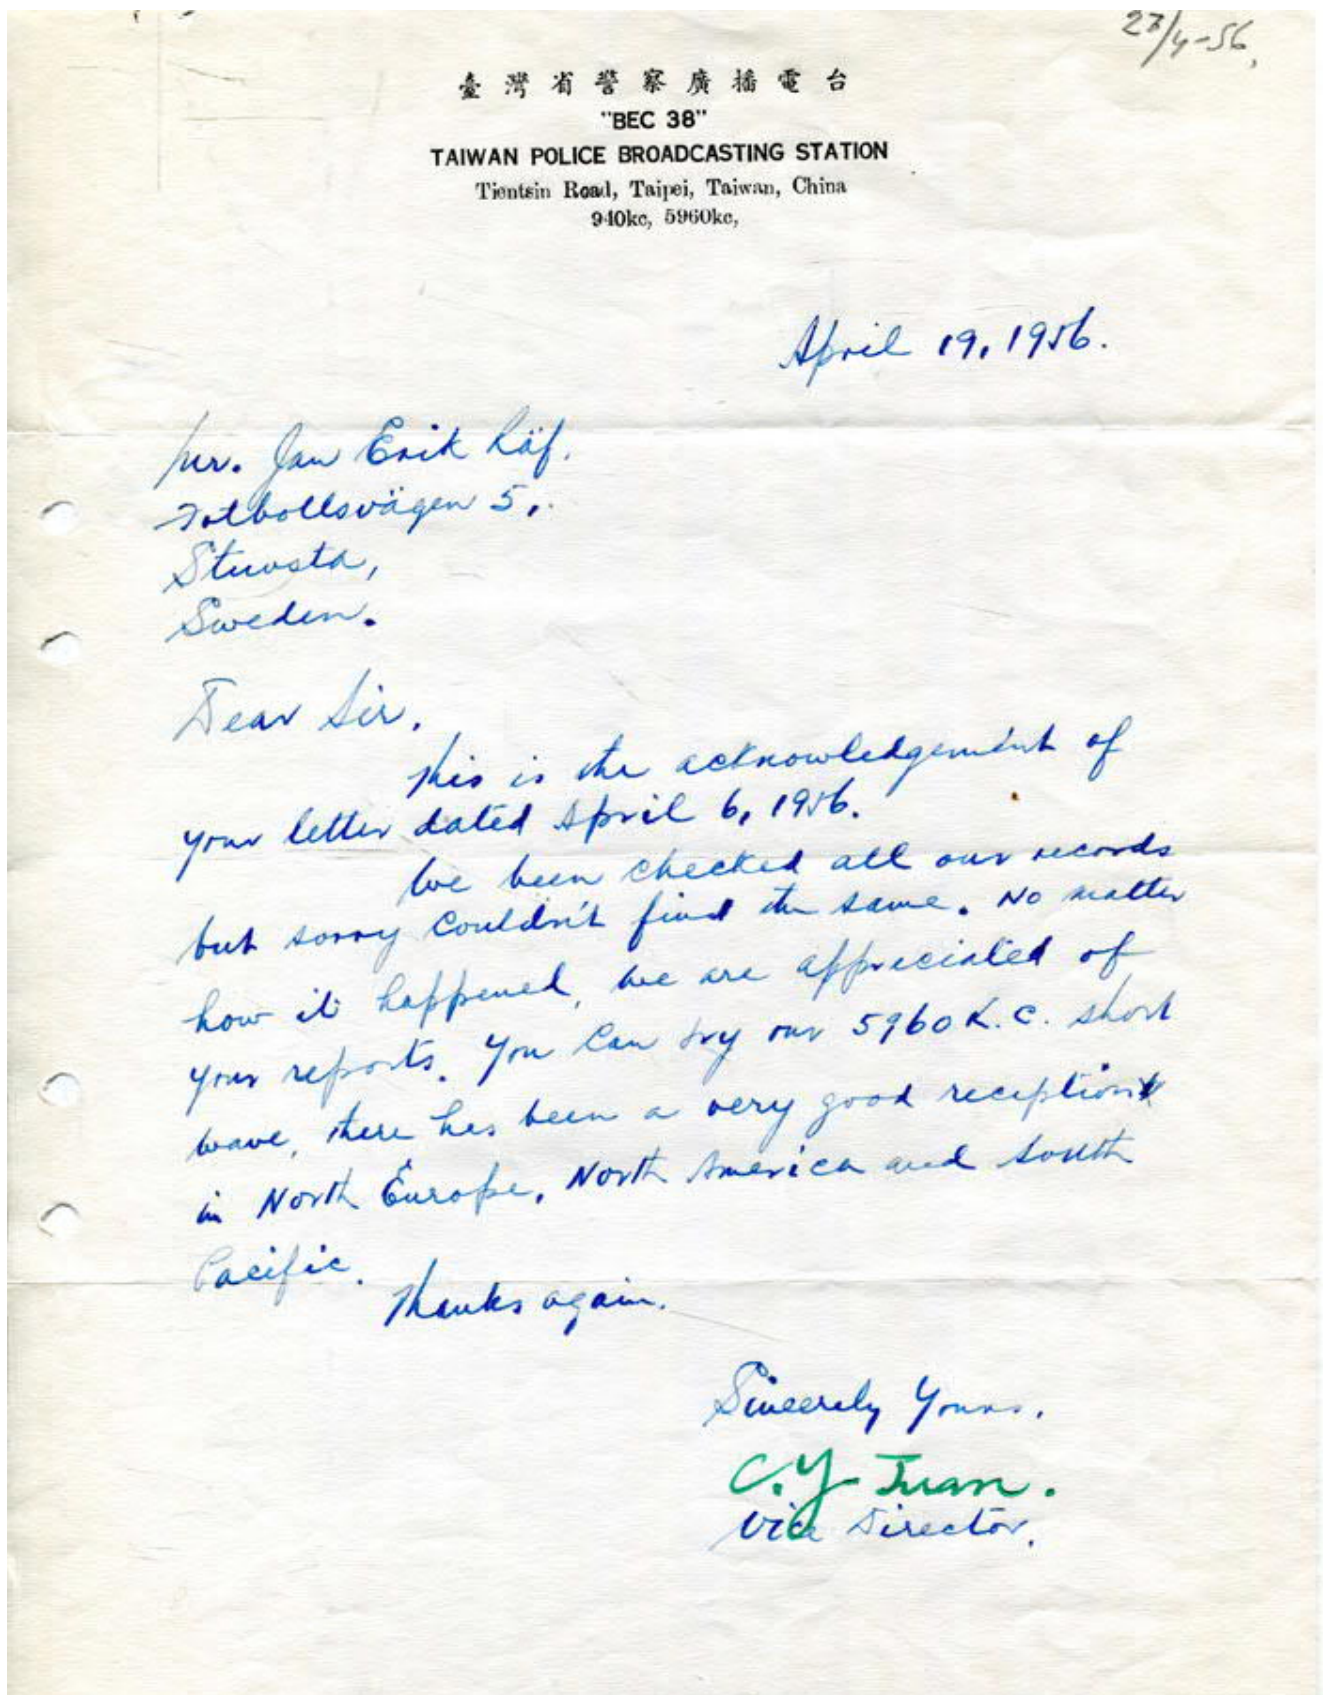 27/4-56,
臺灣省警察廣播電台
"BEC 38"
TAIWAN POLICE BROADCASTING STATION
Tientsin Road, Taipei, Taiwan, China
940kc, 5960kc,
April 19, 1956.
Mr. Jan Erik Räf.
Fotbollsvägen 5,
Stuvsta,
Sweden.
Dear Sir.
This is the acknowledgement of
your letter dated April 6, 1956.
We been checked all our records
but sorry couldn't find the same. No matter
how it happened, we are appreciated of
your reports. You can try our 5960 K.C. short
wave, there has been a very good reception
in North Europe, North America and South
Pacific.
Thanks again.
Sincerely Yours.
C.Y. Juan.
Vice Director.